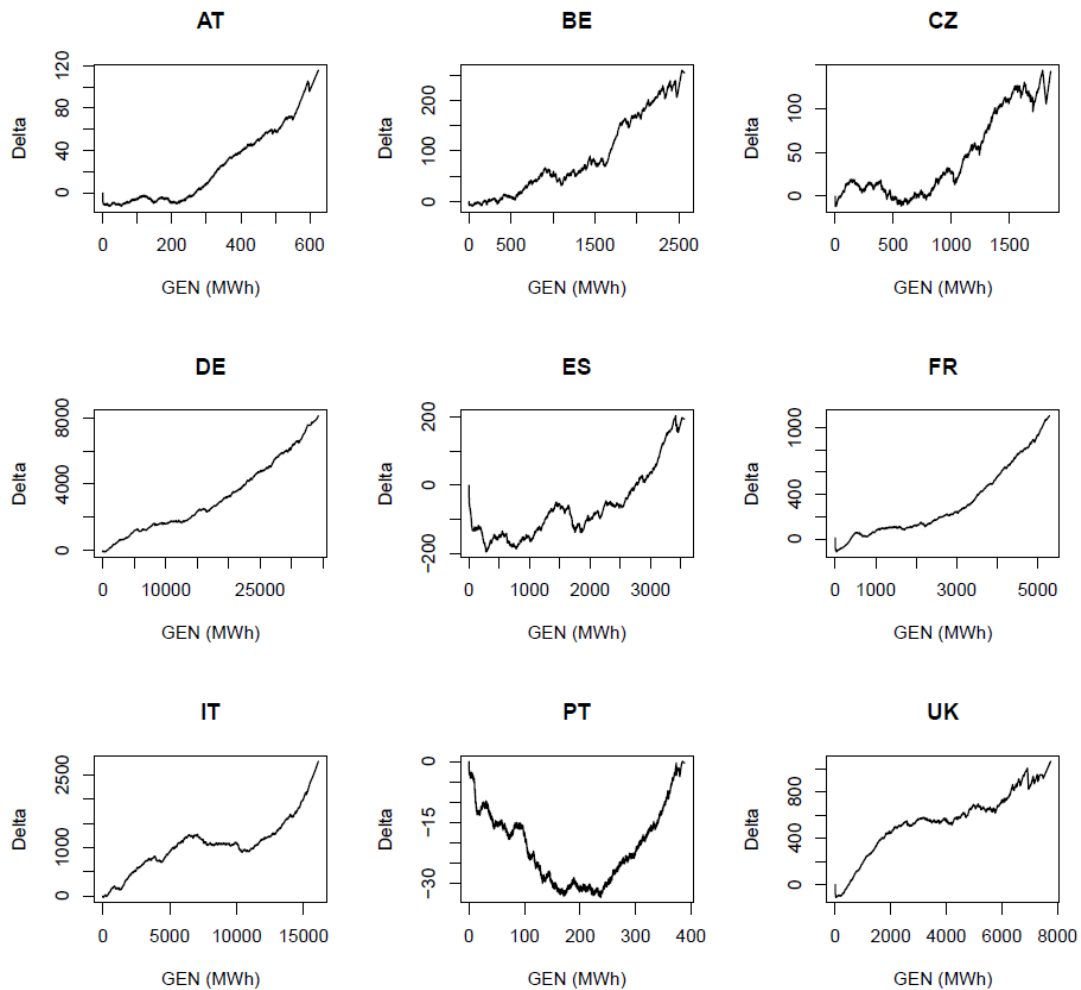 AT
Delta
0 40 80 120
0 200 400 600
GEN (MWh)
BE
Delta
0 100 200
0 500 1500 2500
GEN (MWh)
CZ
Delta
0 50 100
0 500 1000 1500
GEN (MWh)
DE
Delta
0 4000 8000
0 10000 25000
GEN (MWh)
ES
Delta
−200 0 200
0 1000 2000 3000
GEN (MWh)
FR
Delta
0 400 1000
0 1000 3000 5000
GEN (MWh)
IT
Delta
0 1000 2500
0 5000 10000 15000
GEN (MWh)
PT
Delta
−30 −15 0
0 100 200 300 400
GEN (MWh)
UK
Delta
0 400 800
0 2000 4000 6000 8000
GEN (MWh)